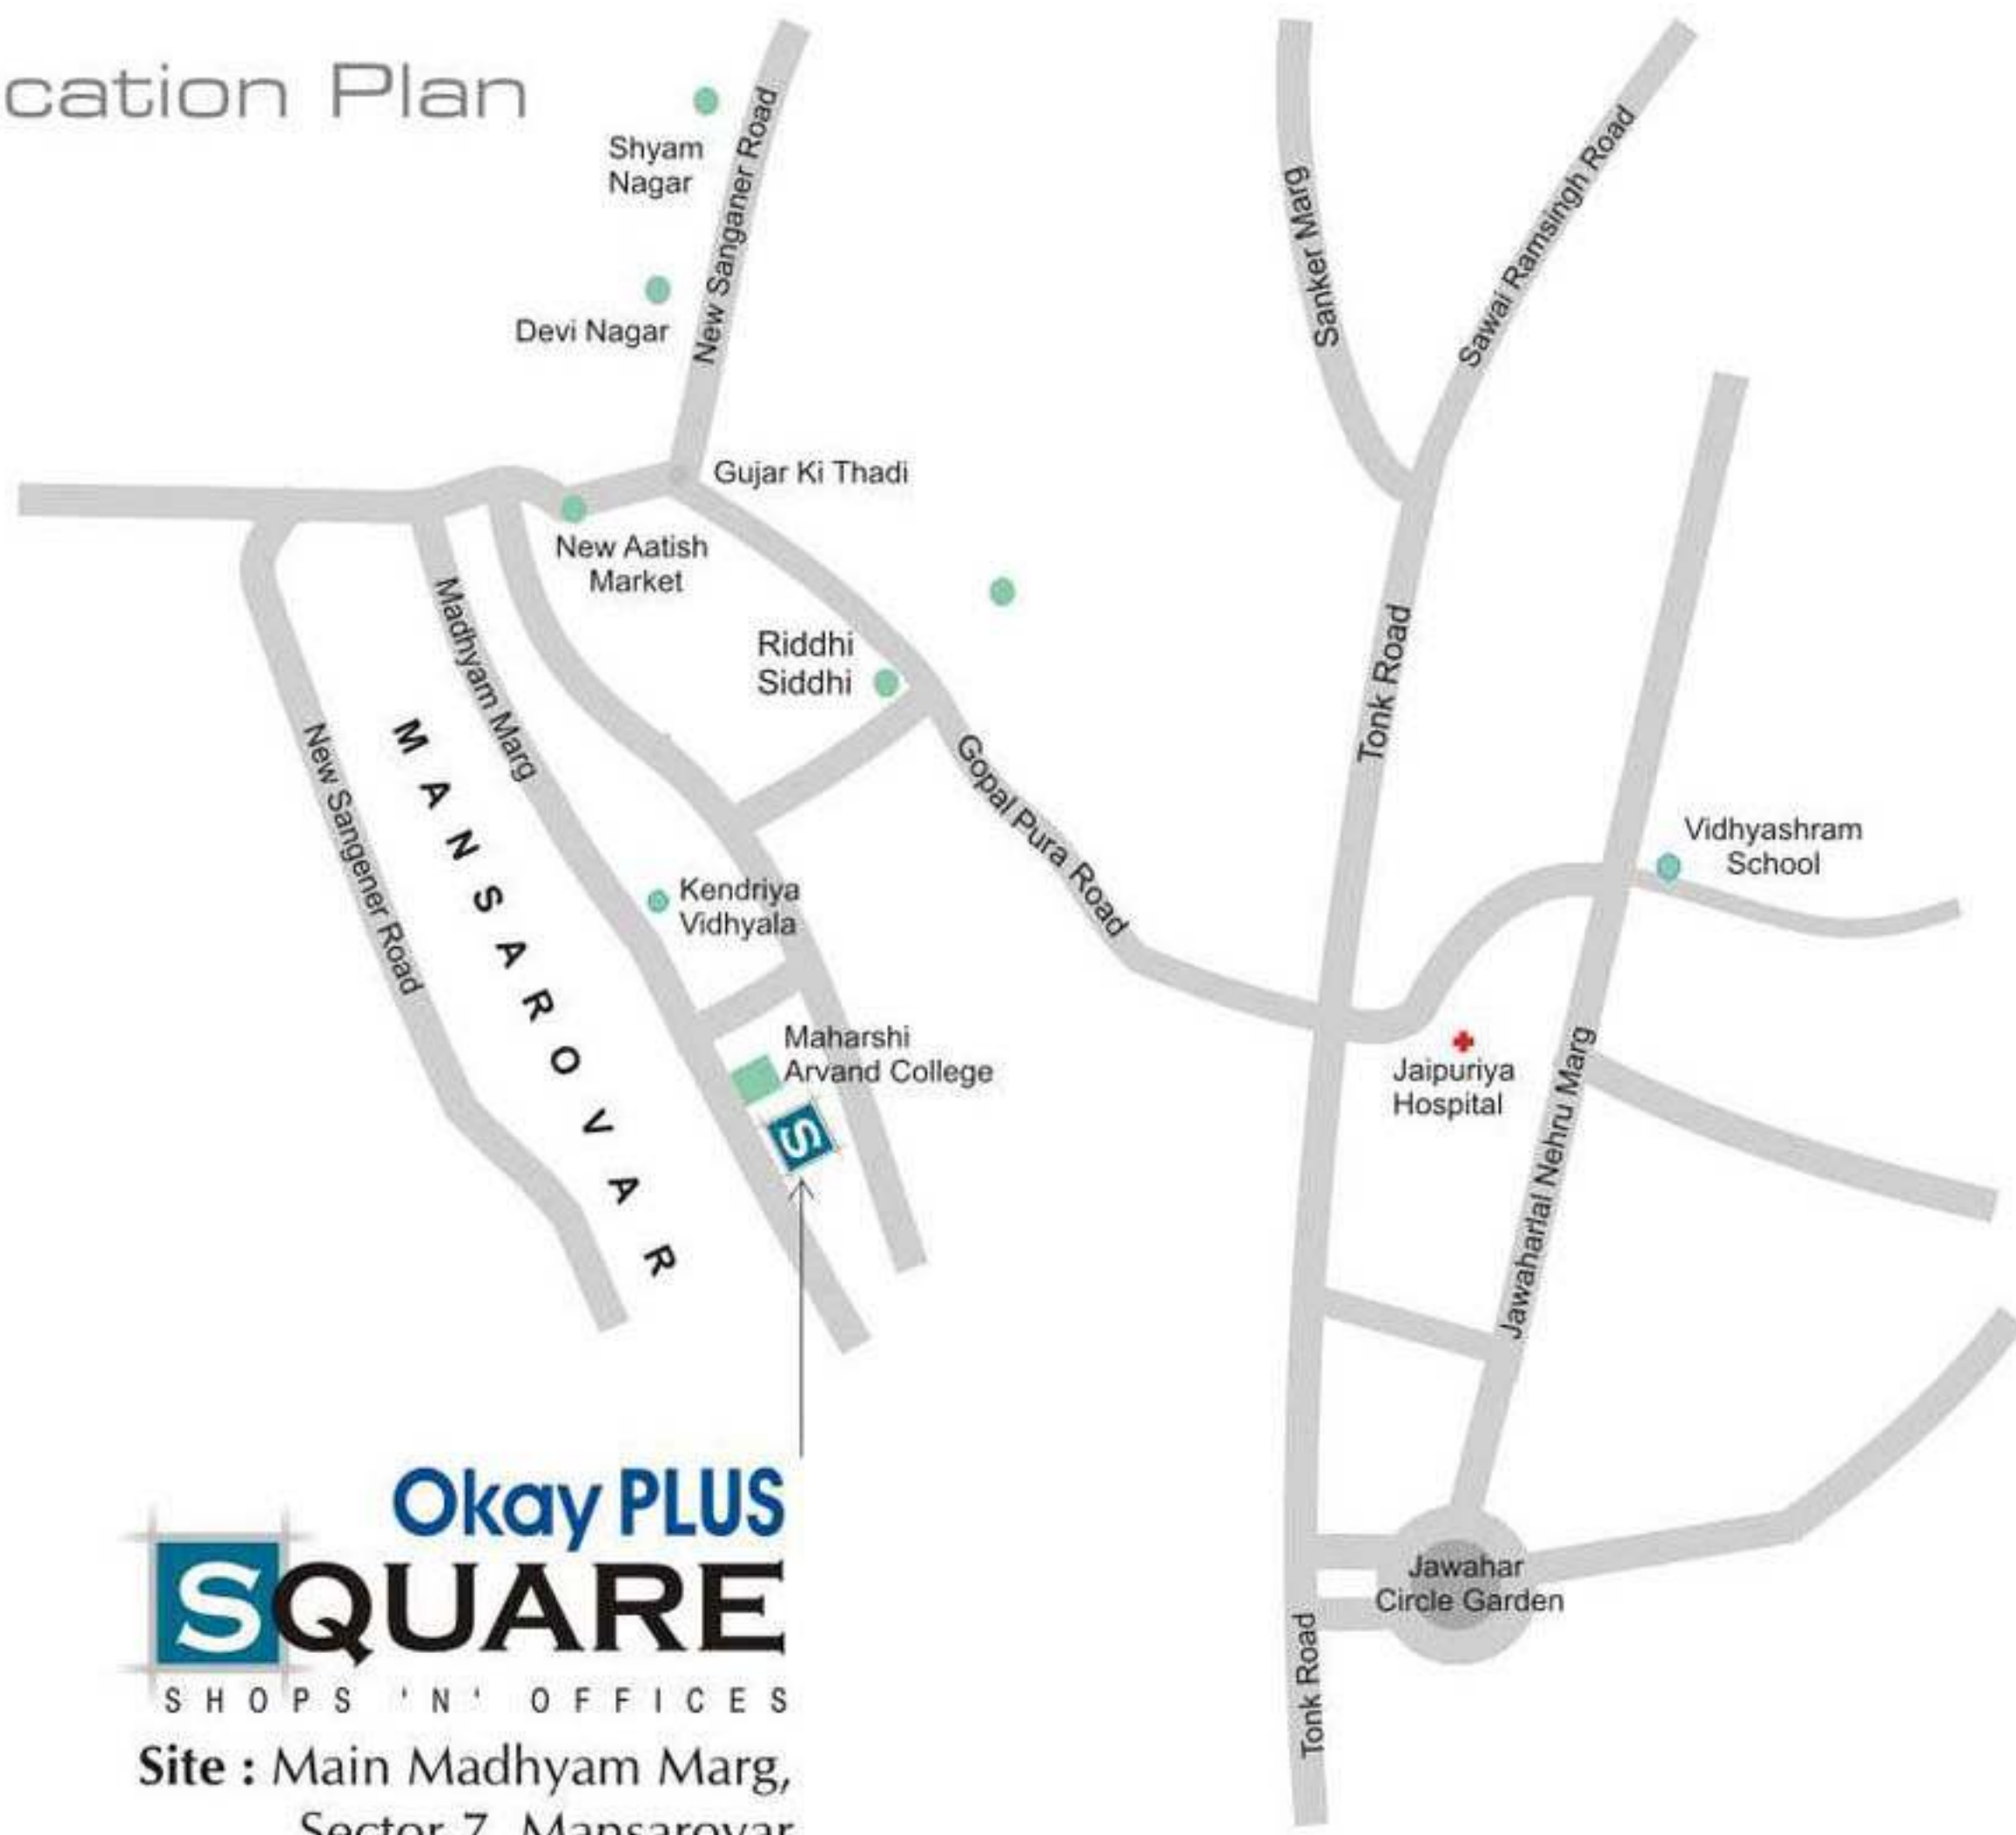 cation Plan
Shyam
Nagar
New Sanganer Road
Devi Nagar
Sanker Marg
Sawai Ramsingh Road
Gujar Ki Thadi
New Aatish
Market
Madhyam Marg
Riddhi
Siddhi
Tonk Road
New Sangener Road
MANSAROVAR
Gopal Pura Road
Vidhyashram
School
Kendriya
Vidhyala
Maharshi
Arvand College
S
Jaipuriya
Hospital
Jawaharlal Nehru Marg
Jawahar
Circle Garden
Tonk Road
Okay PLUS
SQUARE
SHOPS 'N' OFFICES
Site : Main Madhyam Marg,
Sector 7, Mansarovar